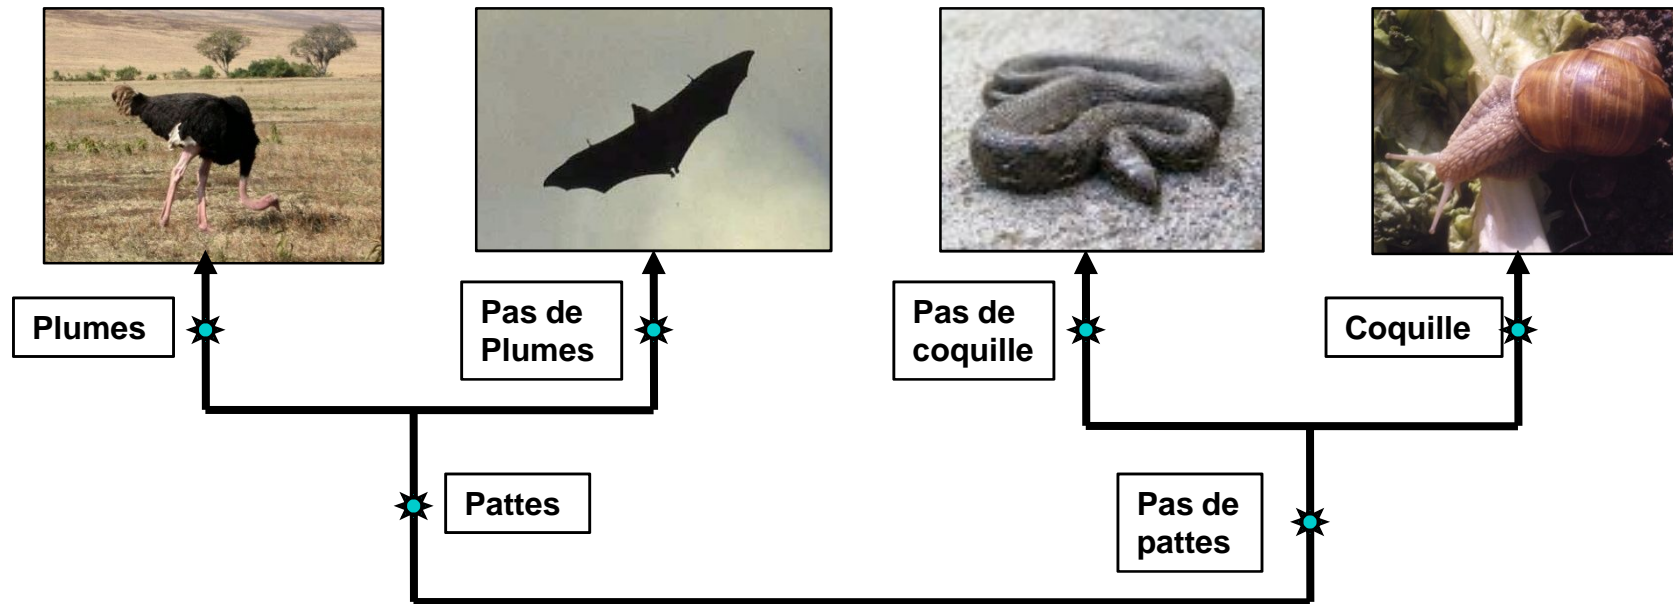 Plumes
Pas de
Plumes
Pas de
coquille
Coquille
Pattes
Pas de
pattes